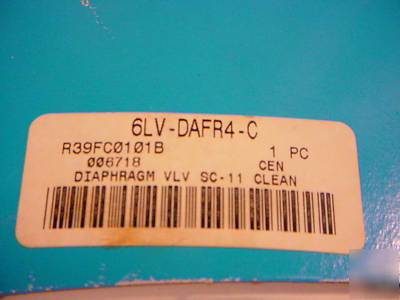 6LV-DAFR4-C
R39FC0101B 1 PC
006718 CEN
DIAPHRAGM VLV SC-11 CLEAN